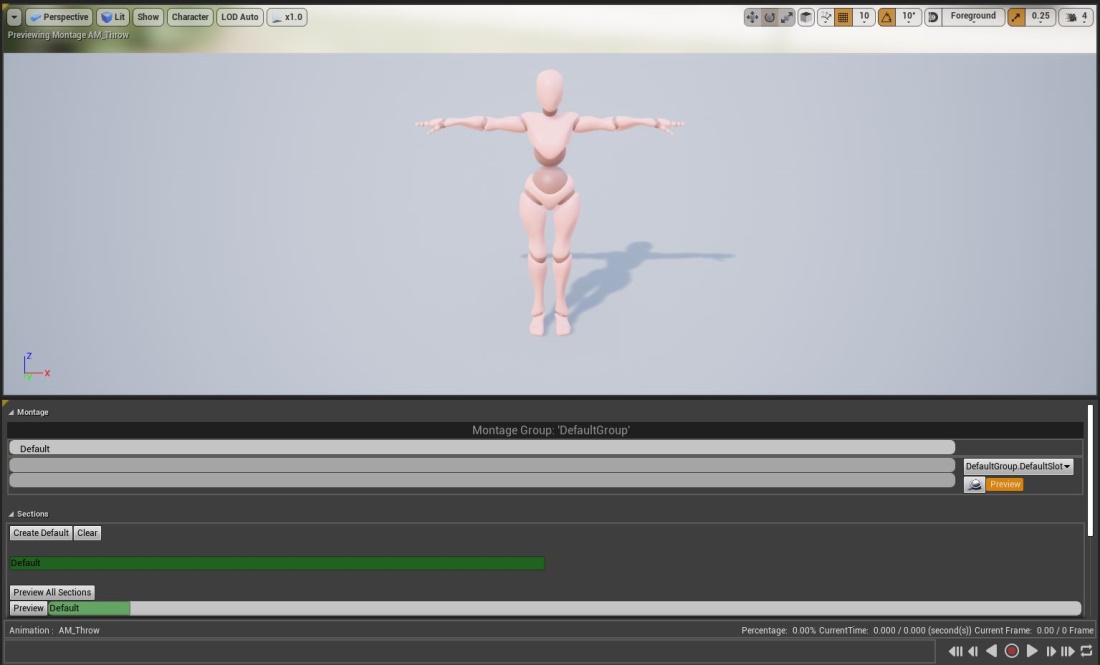 Perspective Lit Show Character LOD Auto x1.0 10 10° Foreground 0.25 4
Previewing Montage AM_Throw
Z
X
Y
Montage
Montage Group: 'DefaultGroup'
Default
DefaultGroup.DefaultSlot
Preview
Sections
Create Default Clear
Default
Preview All Sections
Preview Default
Animation : AM_Throw Percentage: 0.00% CurrentTime: 0.000 / 0.000 (second(s)) Current Frame: 0.00 / 0 Frame